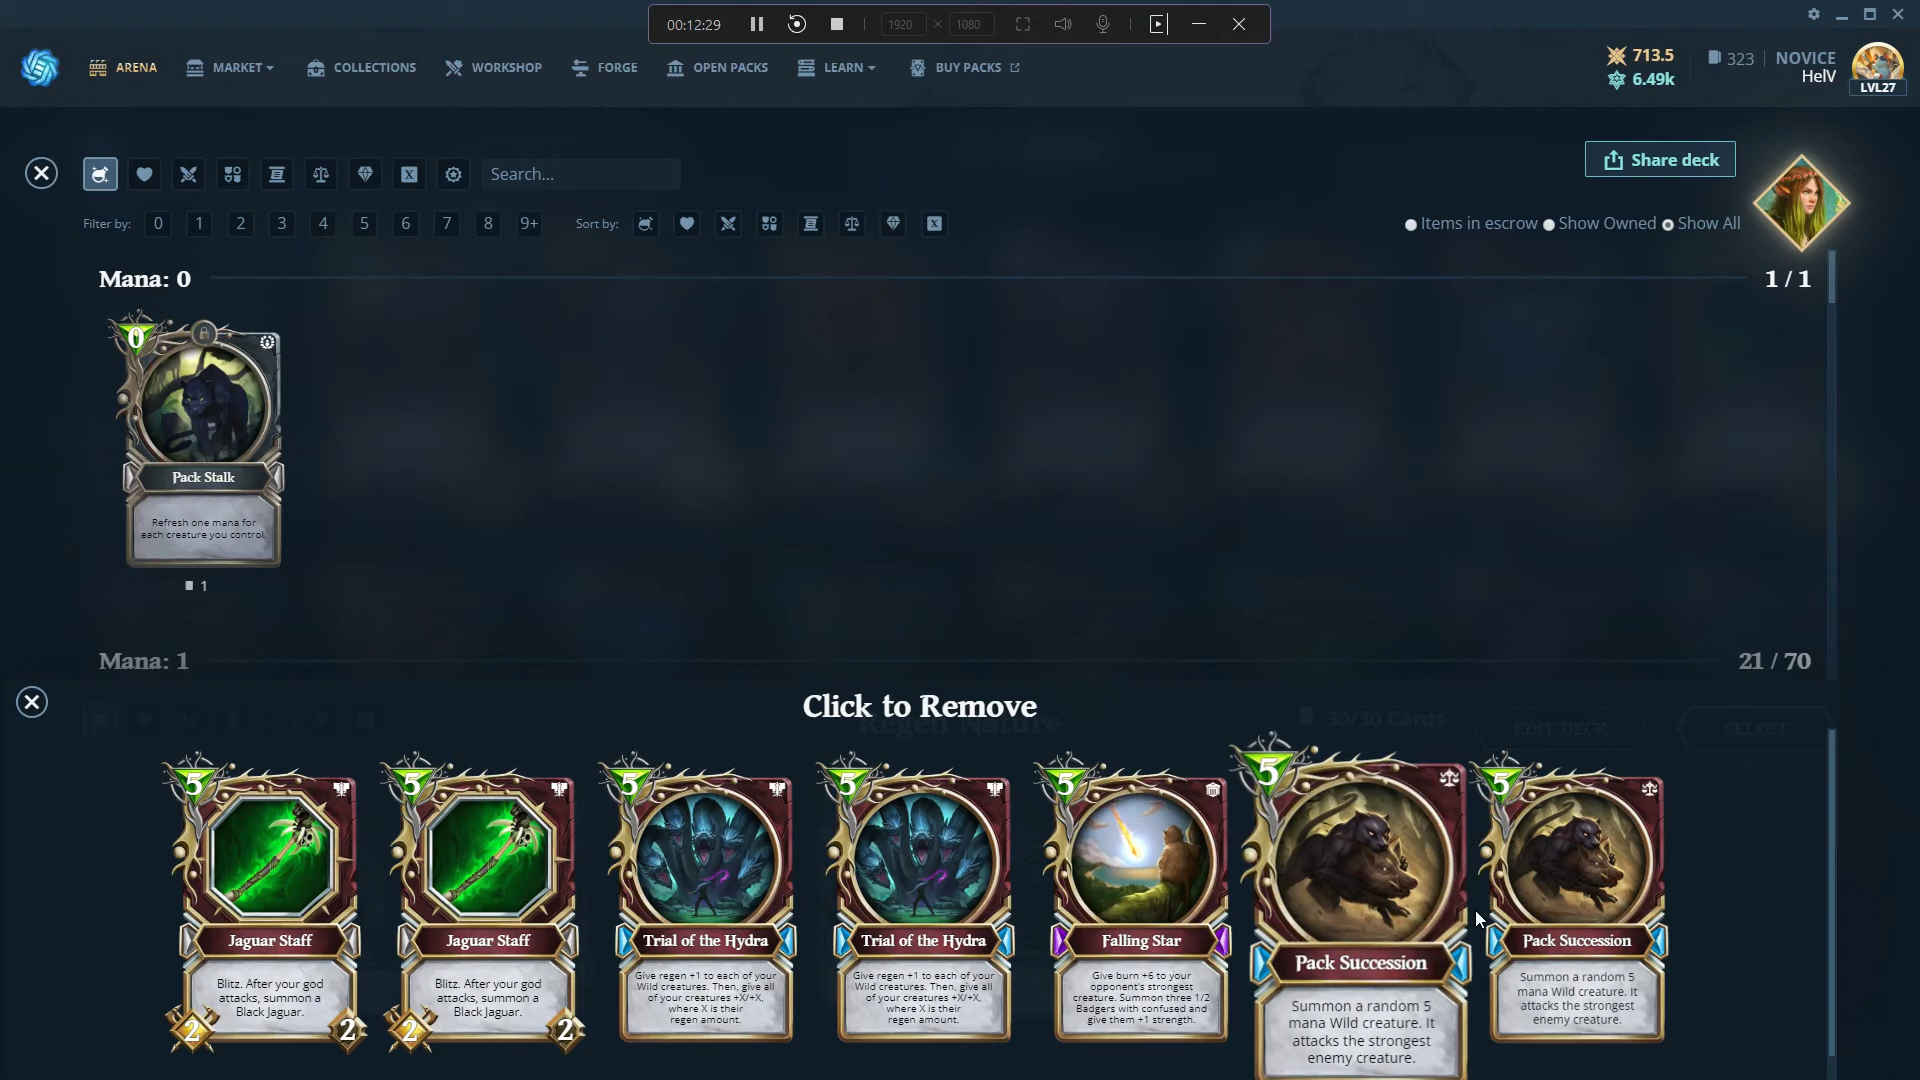 00:12:29
1920 × 1080
ARENA
MARKET
COLLECTIONS
WORKSHOP
FORGE
OPEN PACKS
LEARN
BUY PACKS
713.5
6.49k
323
NOVICE
HelV
LVL27
Search...
Share deck
Filter by: 0 1 2 3 4 5 6 7 8 9+
Sort by:
Items in escrow Show Owned Show All
Mana: 0
1 / 1
0
Pack Stalk
Refresh one mana for
each creature you control.
1
Mana: 1
21 / 70
Click to Remove
Regen Nature
30/30 Cards
EDIT DECK
SELECT
5
Jaguar Staff
Blitz. After your god
attacks, summon a
Black Jaguar.
2
2
5
Jaguar Staff
Blitz. After your god
attacks, summon a
Black Jaguar.
2
2
5
Trial of the Hydra
Give regen +1 to each of your
Wild creatures. Then, give all
of your creatures +X/+X,
where X is their
regen amount.
5
Trial of the Hydra
Give regen +1 to each of your
Wild creatures. Then, give all
of your creatures +X/+X,
where X is their
regen amount.
5
Falling Star
Give burn +6 to your
opponent's strongest
creature. Summon three 1/2
Badgers with confused and
give them +1 strength.
5
Pack Succession
Summon a random 5
mana Wild creature. It
attacks the strongest
enemy creature.
5
Pack Succession
Summon a random 5
mana Wild creature. It
attacks the strongest
enemy creature.